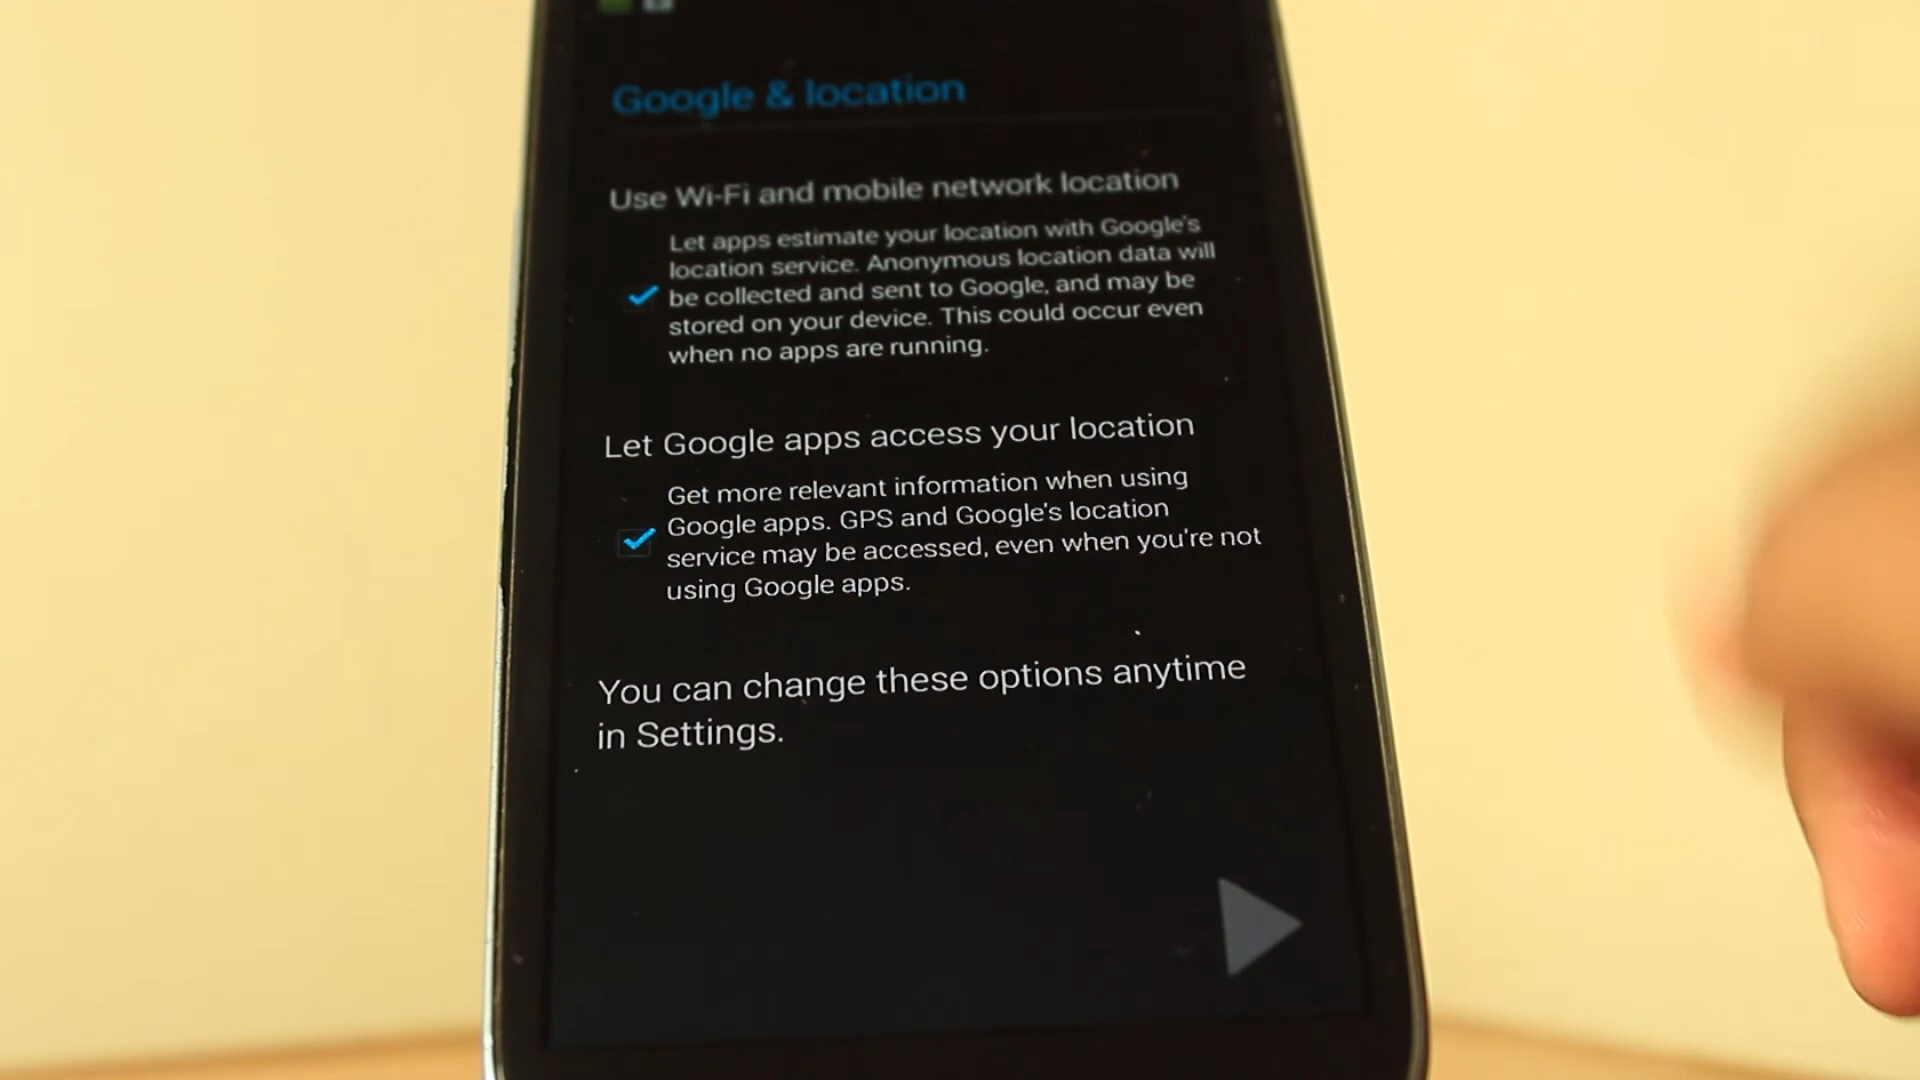 Google & location
Use Wi-Fi and mobile network location
Let apps estimate your location with Google's
location service. Anonymous location data will
be collected and sent to Google, and may be
stored on your device. This could occur even
when no apps are running.
Let Google apps access your location
Get more relevant information when using
Google apps. GPS and Google's location
service may be accessed, even when you're not
using Google apps.
You can change these options anytime
in Settings.